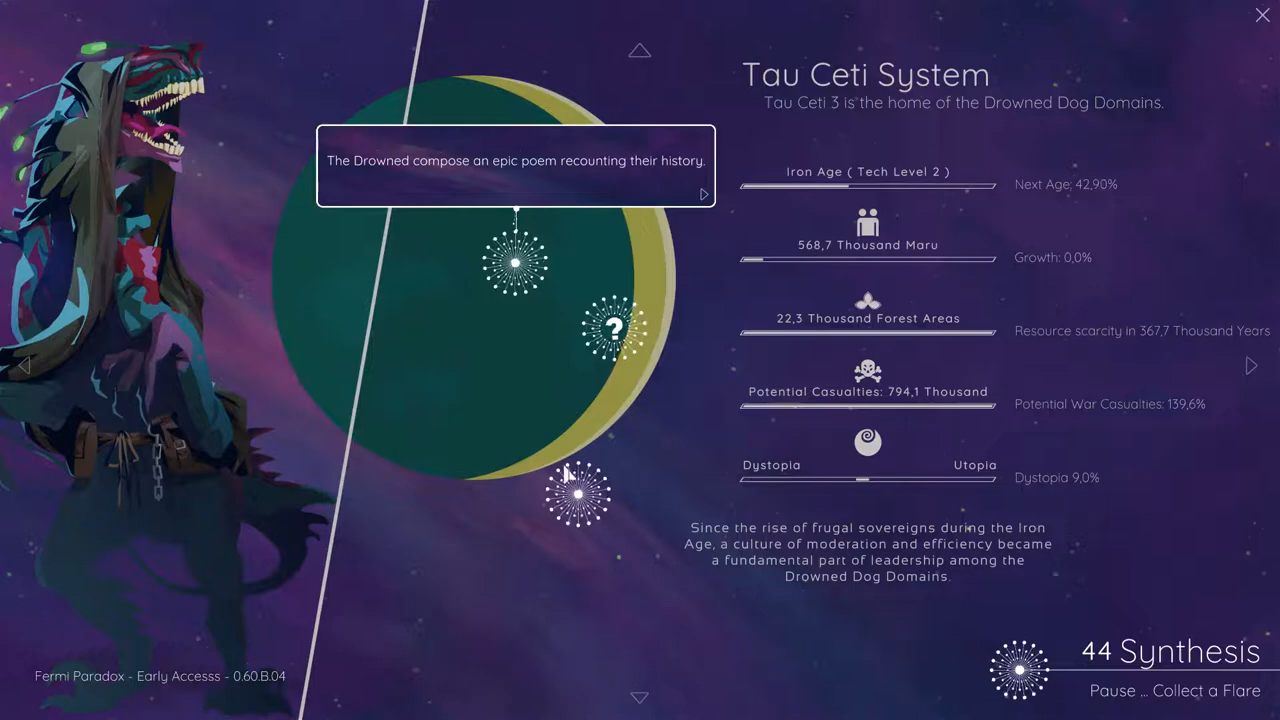 Tau Ceti System
Tau Ceti 3 is the home of the Drowned Dog Domains.
The Drowned compose an epic poem recounting their history.
?
Iron Age ( Tech Level 2 )
Next Age: 42,90%
568,7 Thousand Maru
Growth: 0,0%
22,3 Thousand Forest Areas
Resource scarcity in 367,7 Thousand Years
Potential Casualties: 794,1 Thousand
Potential War Casualties: 139,6%
Dystopia Utopia
Dystopia 9,0%
Since the rise of frugal sovereigns during the Iron
Age, a culture of moderation and efficiency became
a fundamental part of leadership among the
Drowned Dog Domains.
44 Synthesis
Pause ... Collect a Flare
Fermi Paradox - Early Accesss - 0.60.B.04